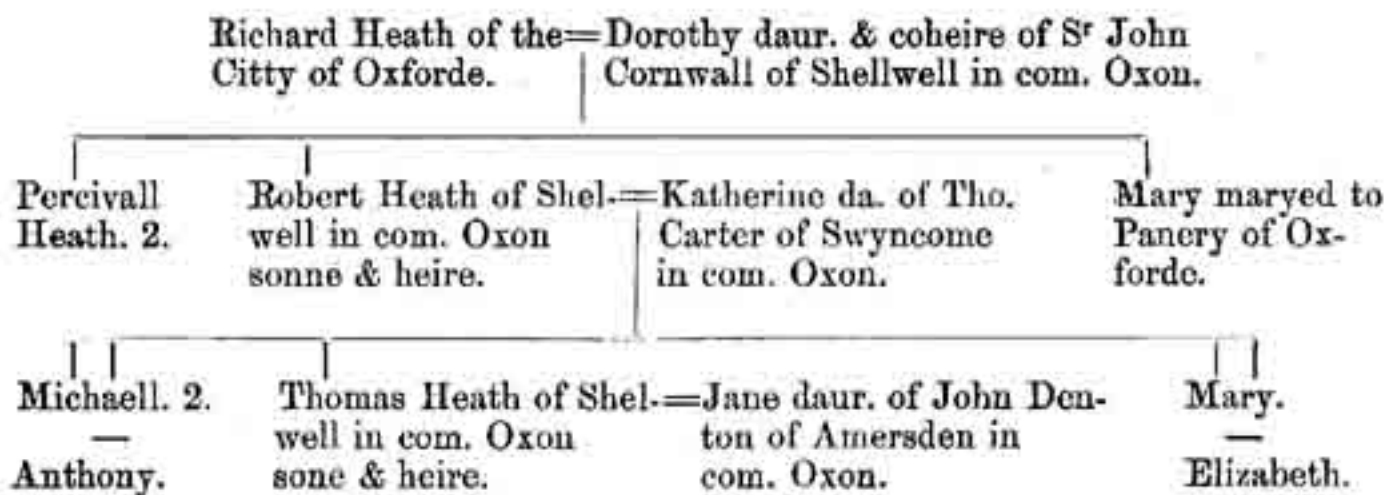 Richard Heath of the=Dorothy daur. & coheire of Sʳ John
Citty of Oxforde. Cornwall of Shellwell in com. Oxon.
Percivall
Heath. 2.
Robert Heath of Shel-=Katherine da. of Tho.
well in com. Oxon Carter of Swyncome
sonne & heire. in com. Oxon.
Mary maryed to
Panery of Ox-
forde.
Michaell. 2.
—
Anthony.
Thomas Heath of Shel-=Jane daur. of John Den-
well in com. Oxon ton of Amersden in
sone & heire. com. Oxon.
Mary.
—
Elizabeth.